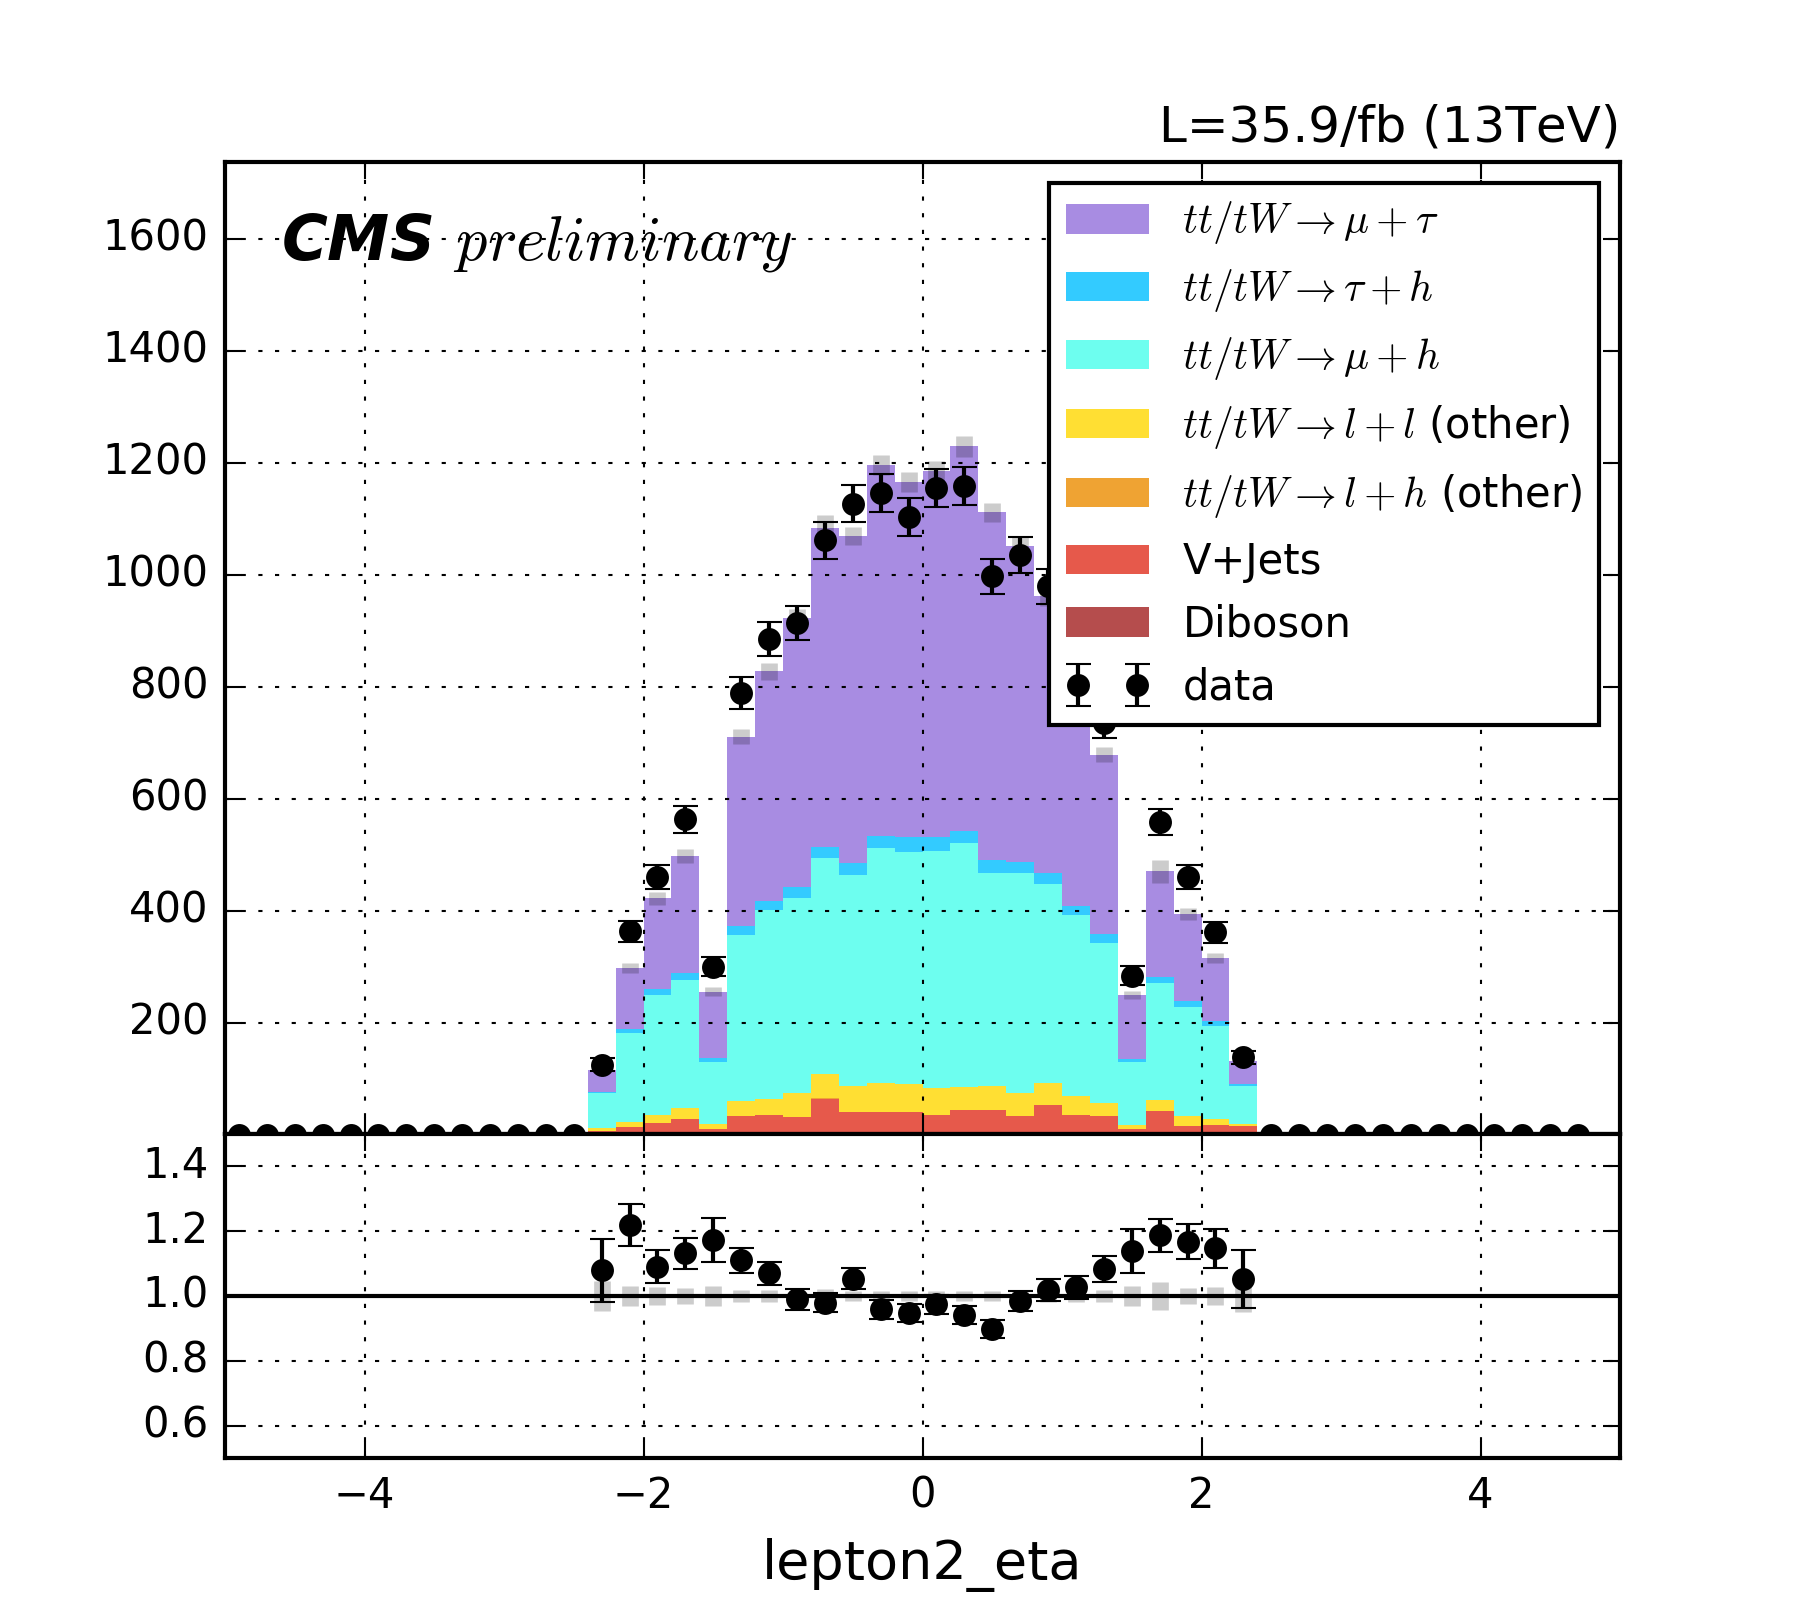 L=35.9/fb (13TeV)
CMS preliminary
1600
1400
1200
1000
800
600
400
200
tt/tW→μ+τ
tt/tW→τ+h
tt/tW→μ+h
tt/tW→l+l (other)
tt/tW→l+h (other)
V+Jets
Diboson
data
1.4
1.2
1.0
0.8
0.6
−4 −2 0 2 4
lepton2_eta